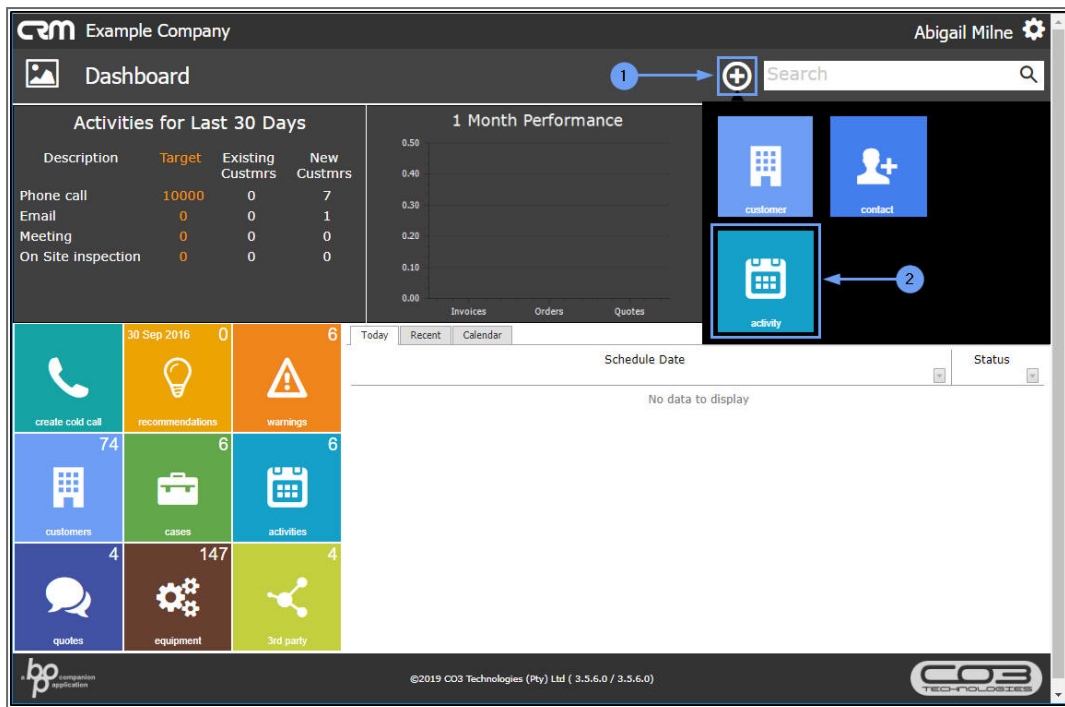 CRM Example Company
Abigail Milne
Dashboard
1
Search
Activities for Last 30 Days
Description Target Existing Custmrs New Custmrs
Phone call 10000 0 7
Email 0 0 1
Meeting 0 0 0
On Site inspection 0 0 0
1 Month Performance
0.50
0.40
0.30
0.20
0.10
0.00
Invoices Orders Quotes
customer
contact
activity
2
create cold call
30 Sep 2016 0
recommendations
6
warnings
74
customers
6
cases
6
activities
4
quotes
147
equipment
4
3rd party
Today Recent Calendar
Schedule Date Status
No data to display
a bpo companion application
©2019 CO3 Technologies (Pty) Ltd ( 3.5.6.0 / 3.5.6.0)
CO3
TECHNOLOGIES